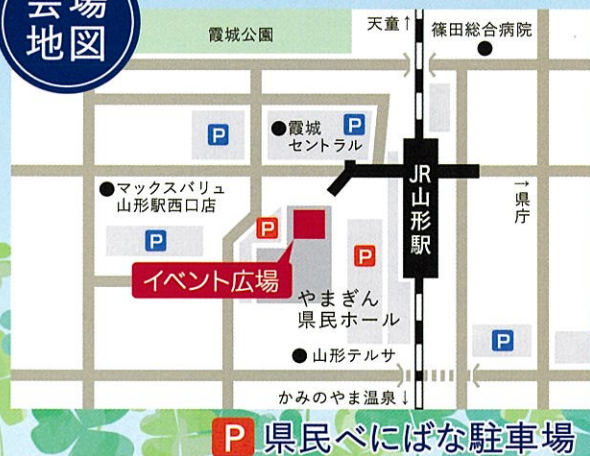 会場
地図
霞城公園
天童↑
篠田総合病院
P
霞城
セントラル
P
マックスバリュ
山形駅西口店
P
P
P
JR山形駅
→県庁
イベント広場
やまぎん
県民ホール
P
山形テルサ
かみのやま温泉↓
P 県民べにばな駐車場